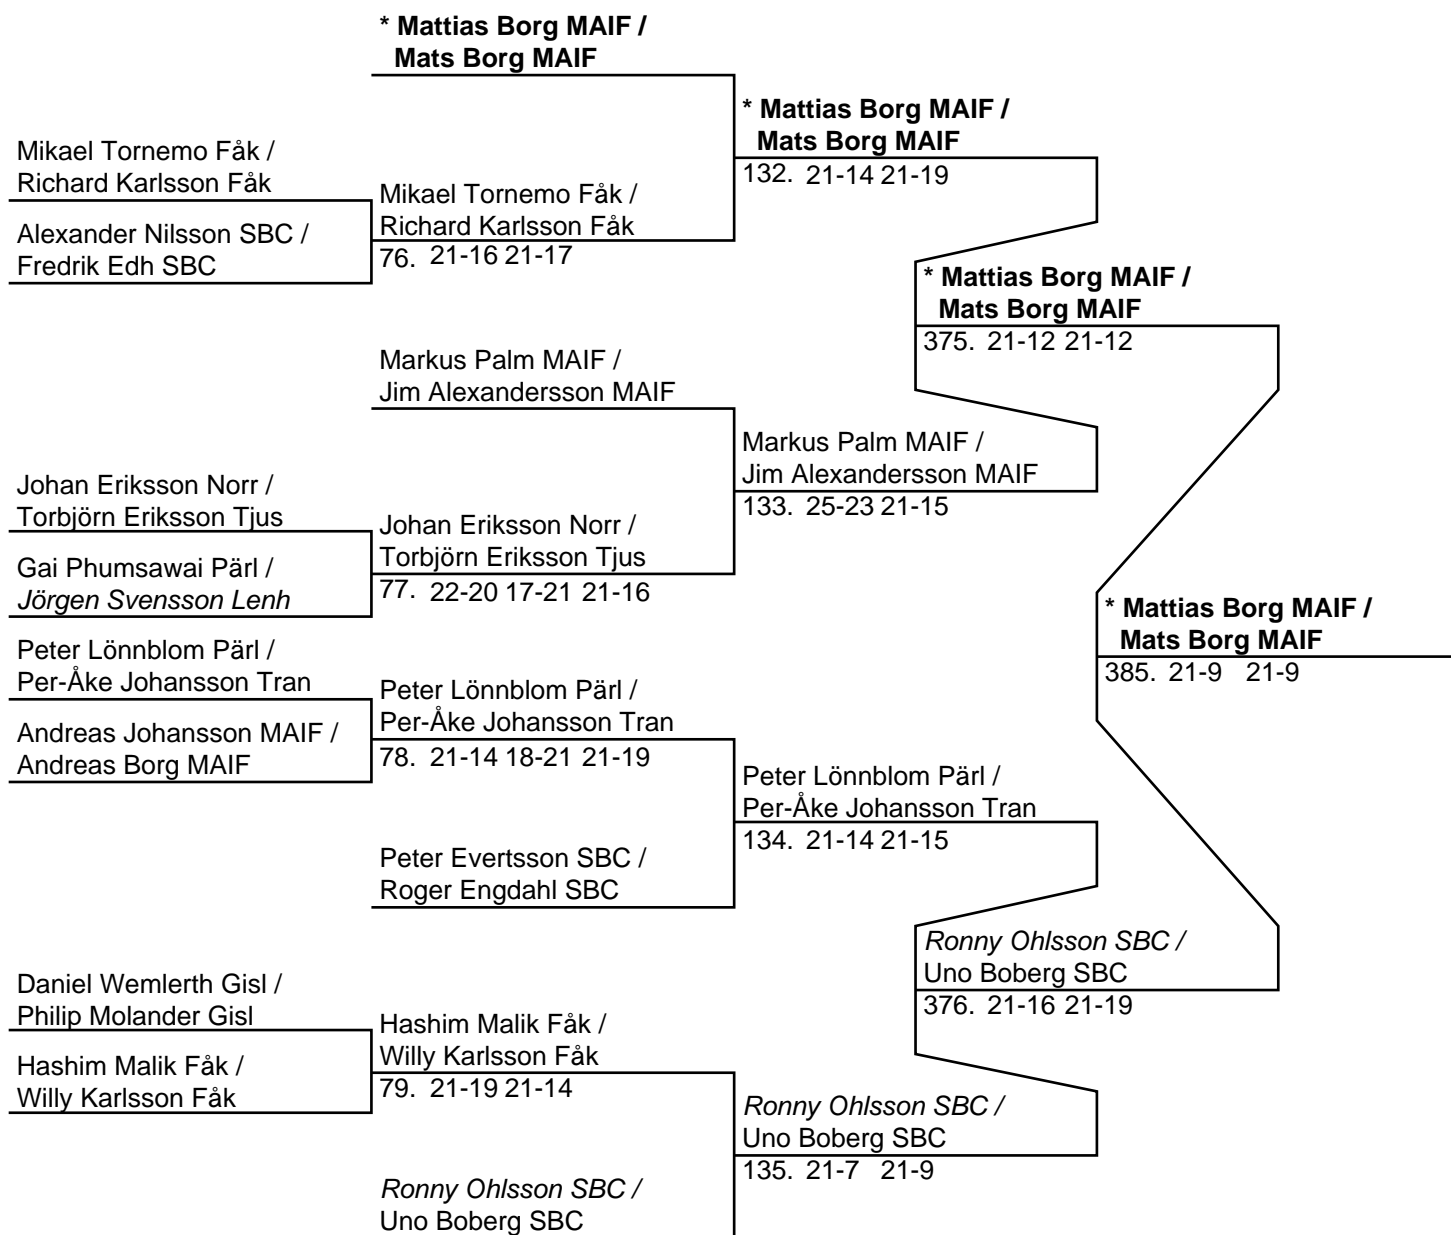 * Mattias Borg MAIF /
Mats Borg MAIF
* Mattias Borg MAIF /
Mats Borg MAIF
132. 21-14 21-19
Mikael Tornemo Fåk /
Richard Karlsson Fåk
Mikael Tornemo Fåk /
Richard Karlsson Fåk
76. 21-16 21-17
Alexander Nilsson SBC /
Fredrik Edh SBC
* Mattias Borg MAIF /
Mats Borg MAIF
375. 21-12 21-12
Markus Palm MAIF /
Jim Alexandersson MAIF
Markus Palm MAIF /
Jim Alexandersson MAIF
133. 25-23 21-15
Johan Eriksson Norr /
Torbjörn Eriksson Tjus
Johan Eriksson Norr /
Torbjörn Eriksson Tjus
77. 22-20 17-21 21-16
Gai Phumsawai Pärl /
Jörgen Svensson Lenh
* Mattias Borg MAIF /
Mats Borg MAIF
385. 21-9 21-9
Peter Lönnblom Pärl /
Per-Åke Johansson Tran
Peter Lönnblom Pärl /
Per-Åke Johansson Tran
78. 21-14 18-21 21-19
Andreas Johansson MAIF /
Andreas Borg MAIF
Peter Lönnblom Pärl /
Per-Åke Johansson Tran
134. 21-14 21-15
Peter Evertsson SBC /
Roger Engdahl SBC
Ronny Ohlsson SBC /
Uno Boberg SBC
376. 21-16 21-19
Daniel Wemlerth Gisl /
Philip Molander Gisl
Hashim Malik Fåk /
Willy Karlsson Fåk
79. 21-19 21-14
Hashim Malik Fåk /
Willy Karlsson Fåk
Ronny Ohlsson SBC /
Uno Boberg SBC
135. 21-7 21-9
Ronny Ohlsson SBC /
Uno Boberg SBC